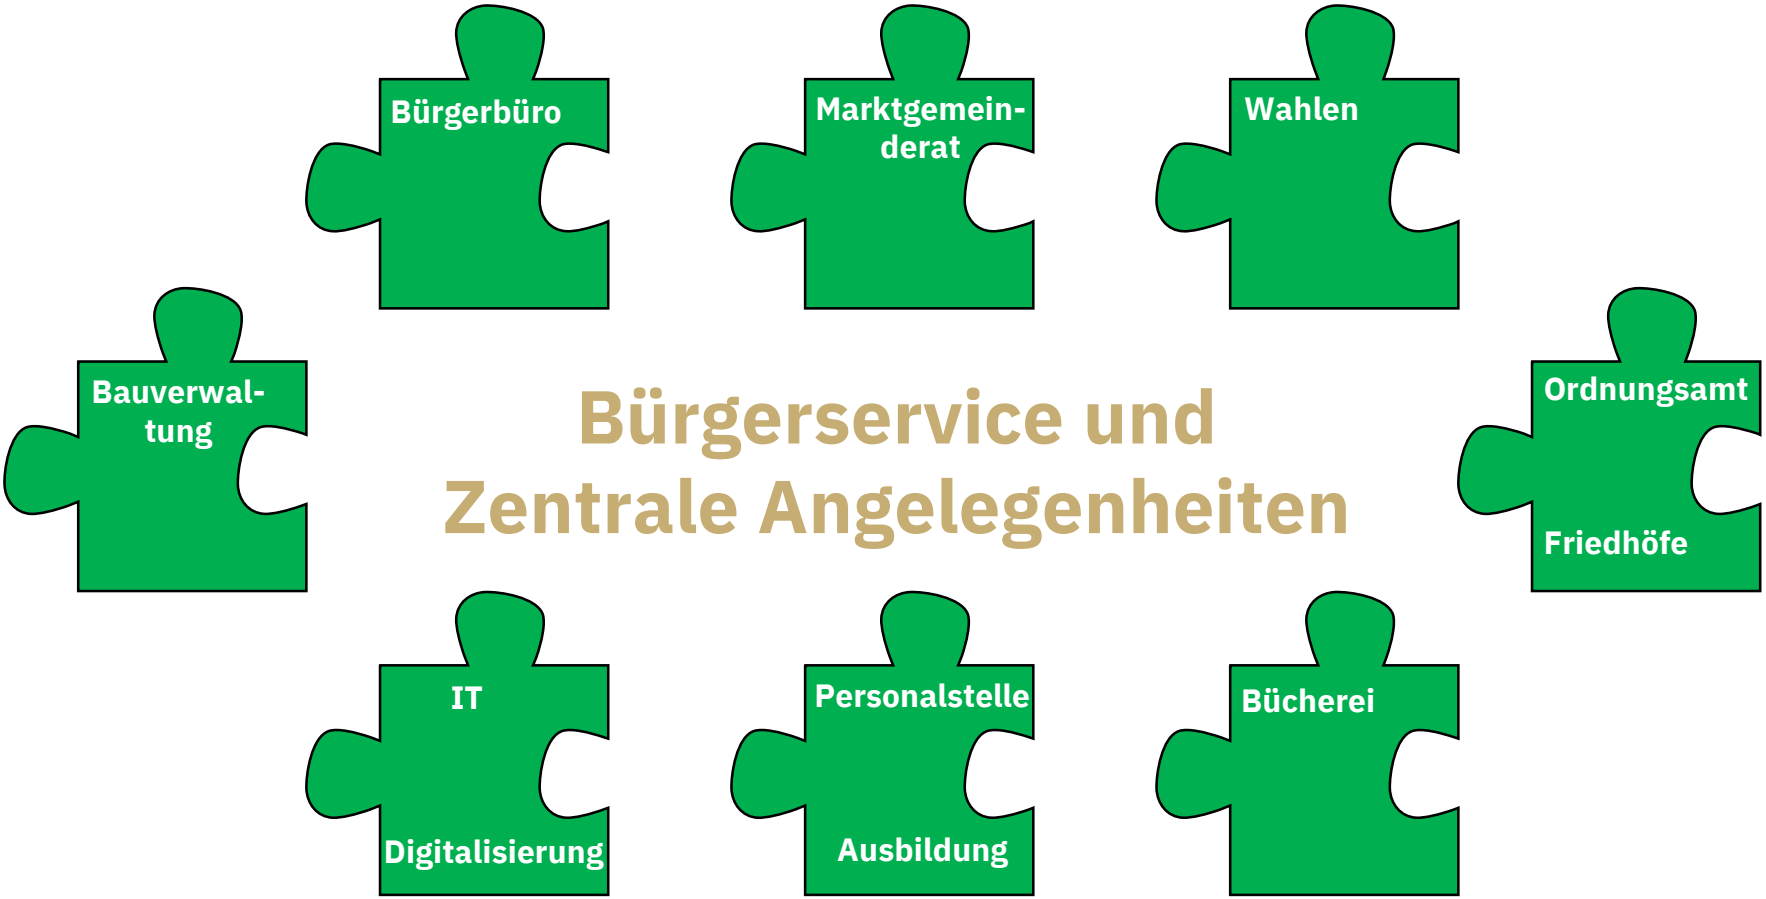 Bürgerbüro
Marktgemein-
derat
Wahlen
Bauverwal-
tung
Bürgerservice und
Zentrale Angelegenheiten
Ordnungsamt
Friedhöfe
IT
Digitalisierung
Personalstelle
Ausbildung
Bücherei